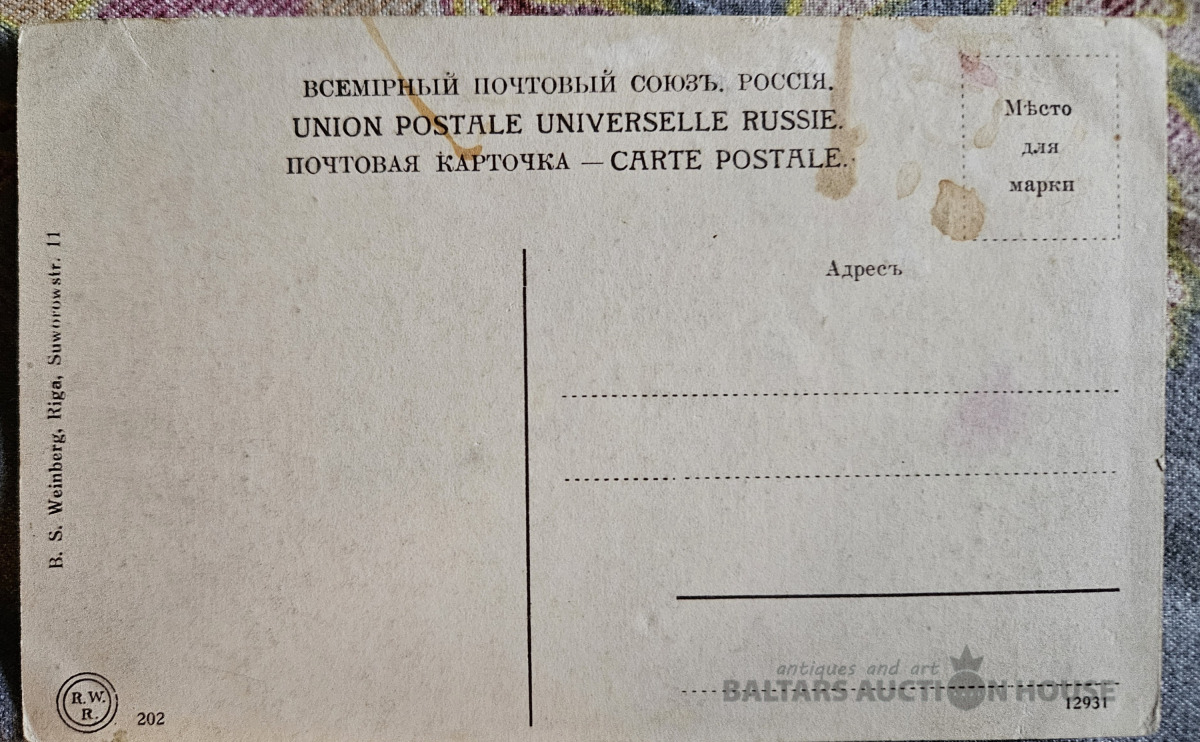 ВСЕМІРНЫЙ ПОЧТОВЫЙ СОЮЗЪ. РОССІЯ.
UNION POSTALE UNIVERSELLE RUSSIE.
ПОЧТОВАЯ КАРТОЧКА — CARTE POSTALE.
Мѣсто
для
марки
Адресъ
B. S. Weinberg, Riga, Suworowstr. 11
R. W.
R.
202
antiques and art
BALTARS AUCTION HOUSE
12931